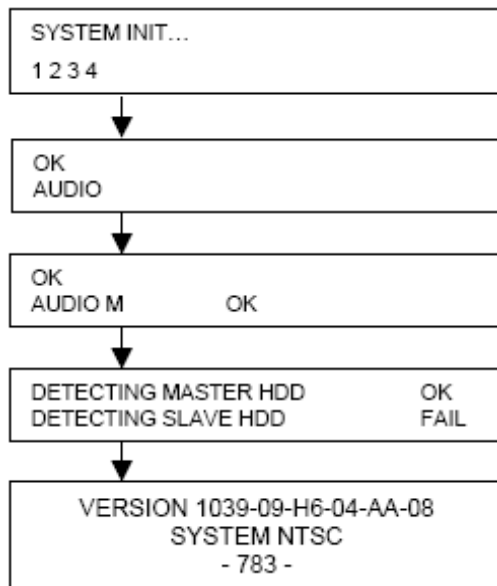 SYSTEM INIT...
1 2 3 4
OK
AUDIO
OK
AUDIO M OK
DETECTING MASTER HDD OK
DETECTING SLAVE HDD FAIL
VERSION 1039-09-H6-04-AA-08
SYSTEM NTSC
- 783 -